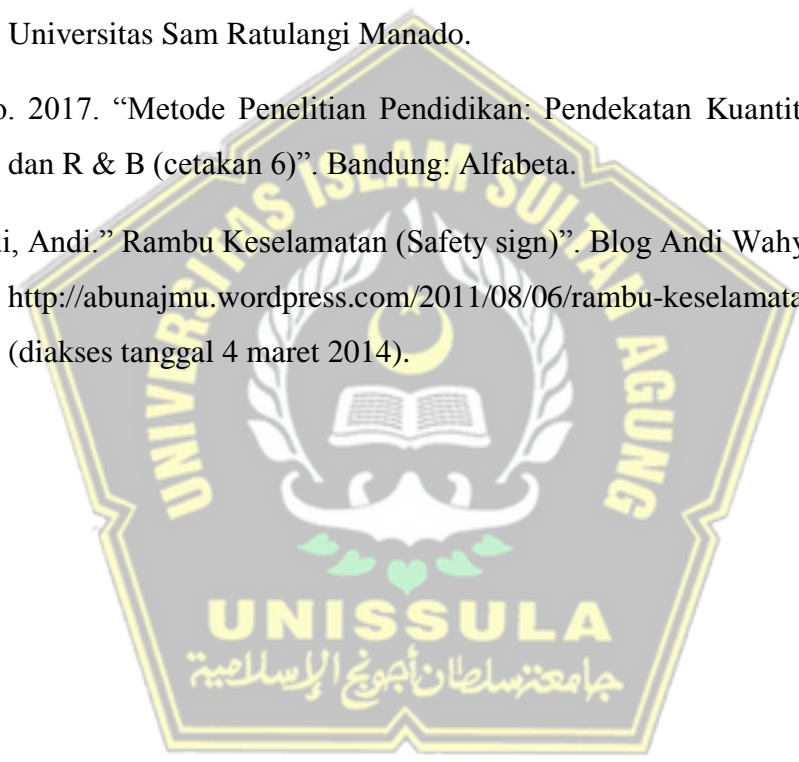 Universitas Sam Ratulangi Manado.
o. 2017. “Metode Penelitian Pendidikan: Pendekatan Kuantit
dan R & B (cetakan 6)”. Bandung: Alfabeta.
i, Andi.” Rambu Keselamatan (Safety sign)”. Blog Andi Wahy
http://abunajmu.wordpress.com/2011/08/06/rambu-keselamata
(diakses tanggal 4 maret 2014).
UNIVERSITAS ISLAM SULTAN AGUNG
UNISSULA
جامعة سلطان أجونج الإسلامية